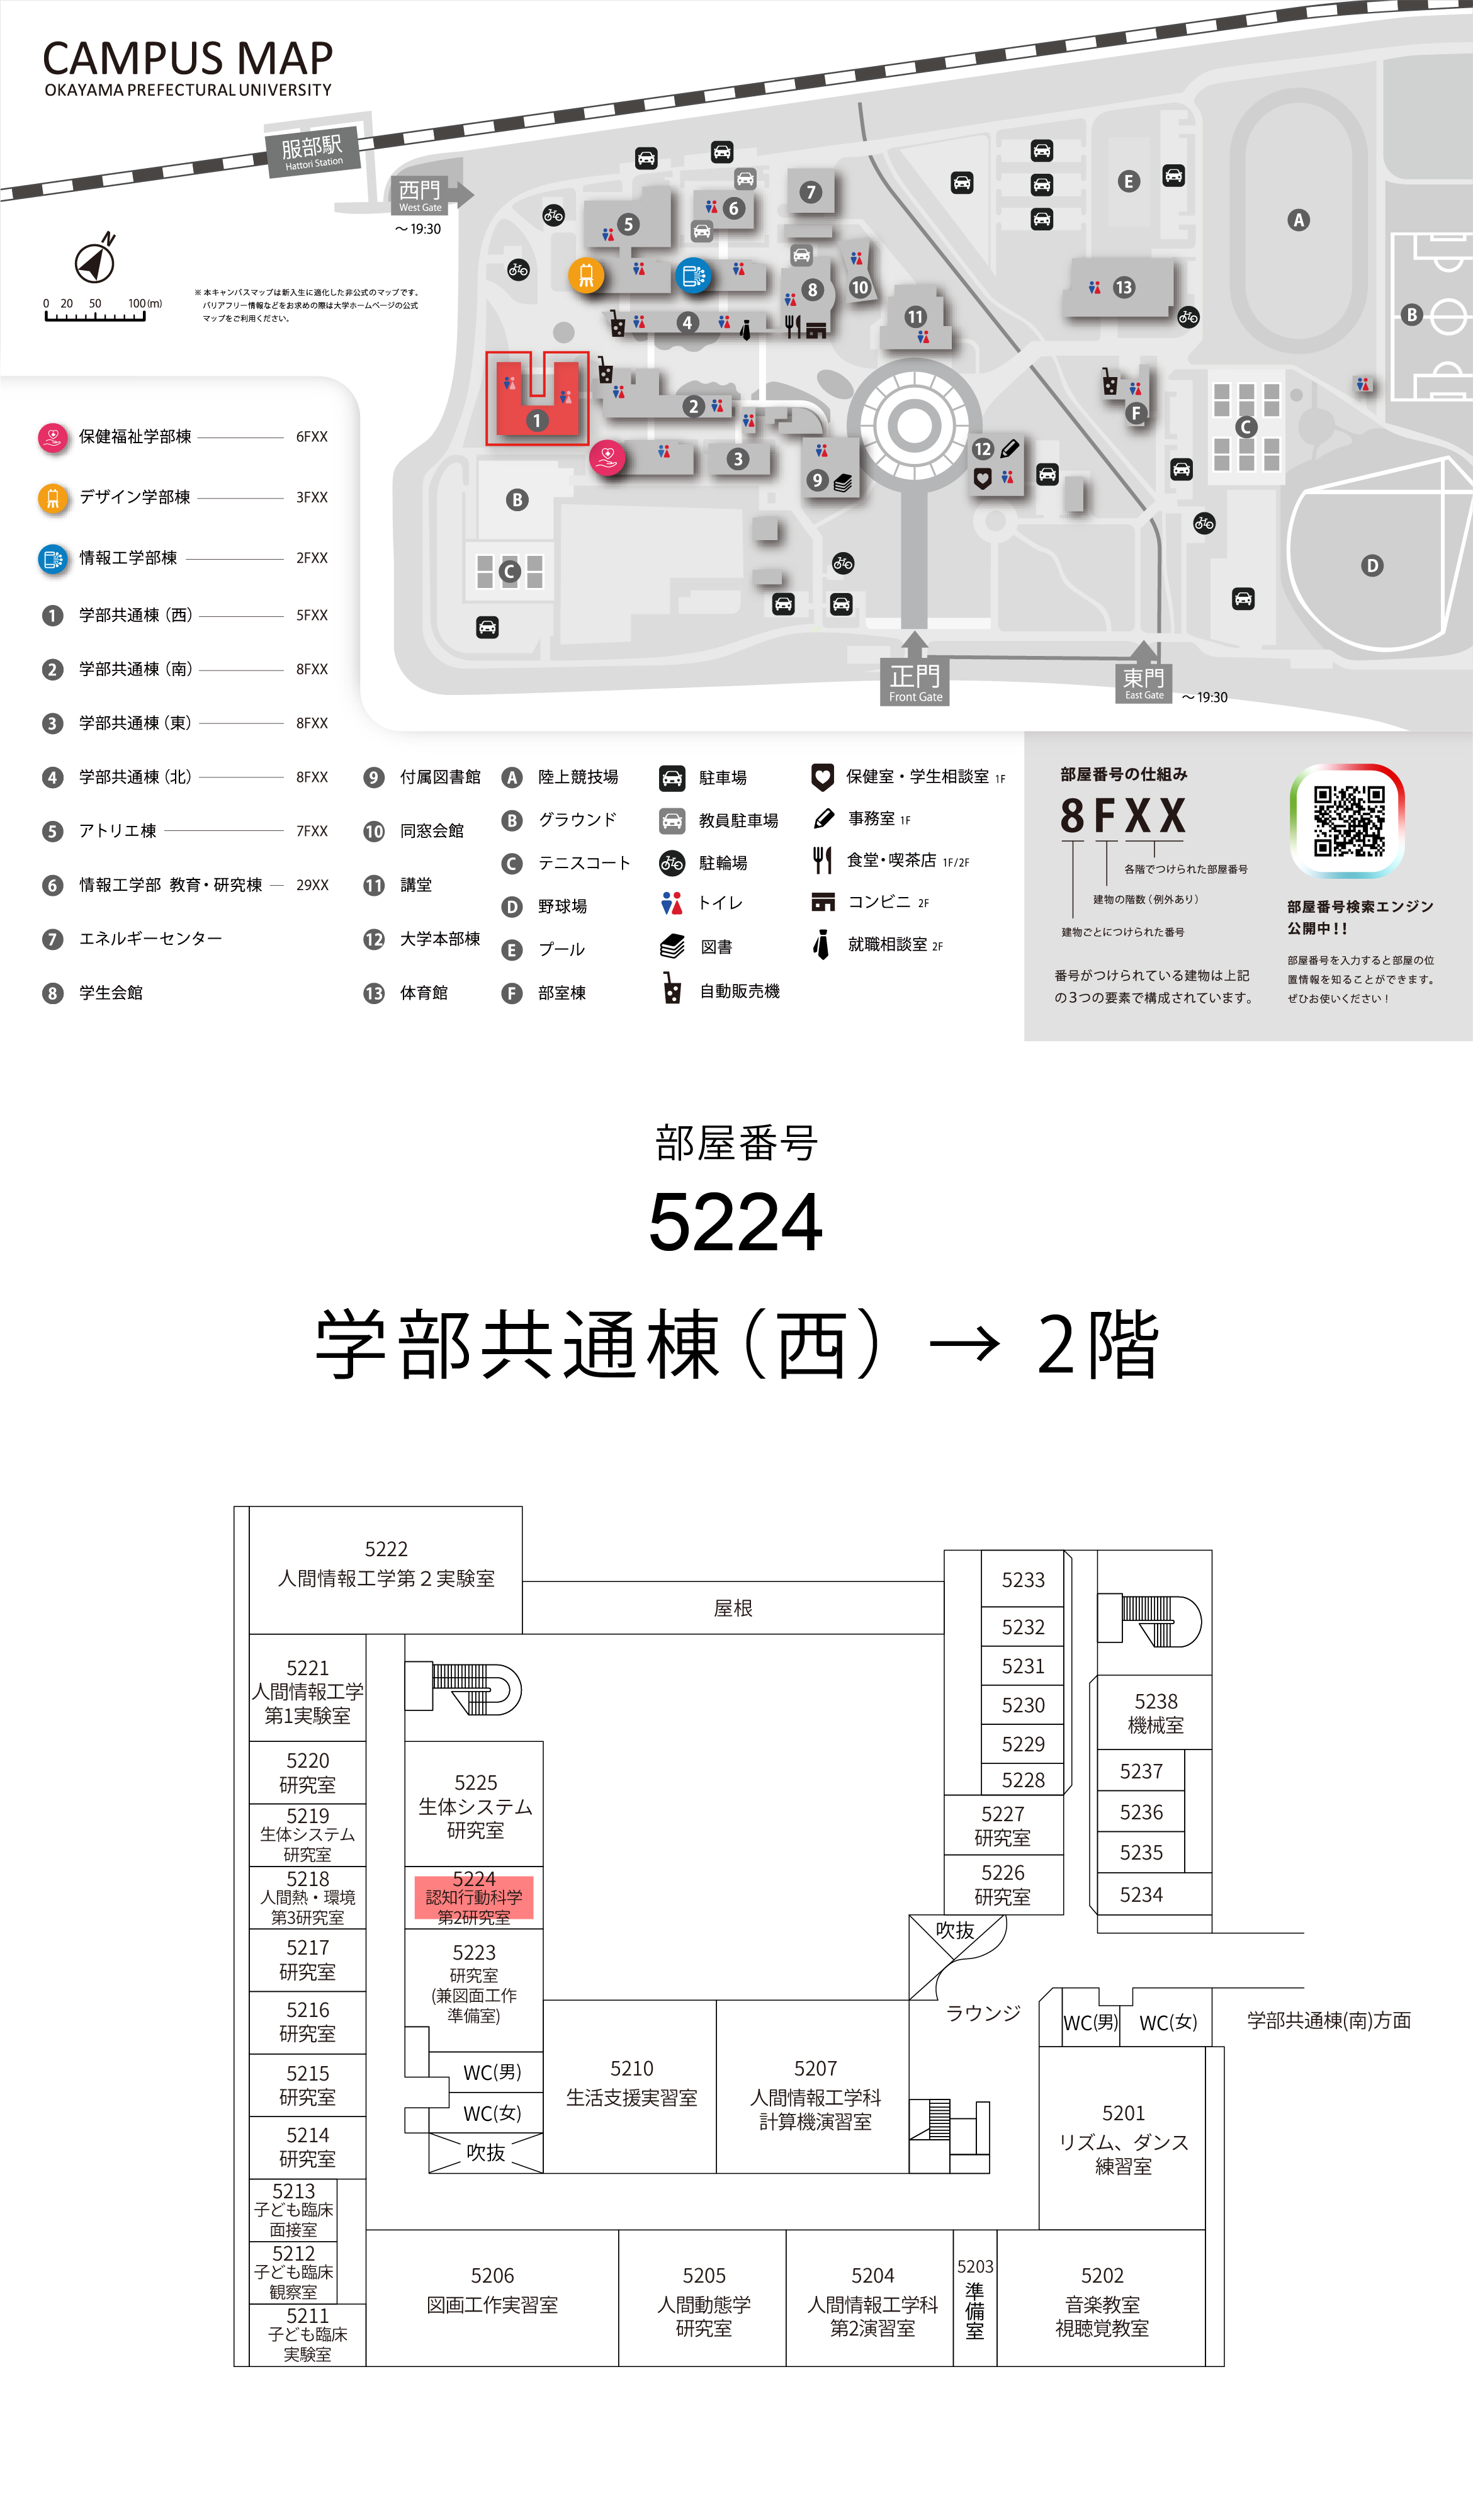 CAMPUS MAP
OKAYAMA PREFECTURAL UNIVERSITY
服部駅
Hattori Station
西門
West Gate
～19:30
N
0 20 50 100(m)
※ 本キャンパスマップは新入生に適化した非公式のマップです。
バリアフリー情報などをお求めの際は大学ホームページの公式
マップをご利用ください。
5
6
7
8
10
4
11
13
1
2
3
9
12
A
B
C
D
E
F
B
C
正門
Front Gate
東門
East Gate
～19:30
保健福祉学部棟 6FXX
デザイン学部棟 3FXX
情報工学部棟 2FXX
1 学部共通棟（西） 5FXX
2 学部共通棟（南） 8FXX
3 学部共通棟（東） 8FXX
4 学部共通棟（北） 8FXX
5 アトリエ棟 7FXX
6 情報工学部 教育・研究棟 29XX
7 エネルギーセンター
8 学生会館
9 付属図書館
10 同窓会館
11 講堂
12 大学本部棟
13 体育館
A 陸上競技場
B グラウンド
C テニスコート
D 野球場
E プール
F 部室棟
駐車場
教員駐車場
駐輪場
トイレ
図書
自動販売機
保健室・学生相談室 1F
事務室 1F
食堂・喫茶店 1F/2F
コンビニ 2F
就職相談室 2F
部屋番号の仕組み
8FXX
各階でつけられた部屋番号
建物の階数（例外あり）
建物ごとにつけられた番号
番号がつけられている建物は上記
の３つの要素で構成されています。
部屋番号検索エンジン
公開中！！
部屋番号を入力すると部屋の位
置情報を知ることができます。
ぜひお使いください！
部屋番号
5224
学部共通棟（西） → 2階
5222
人間情報工学第２実験室
屋根
5221
人間情報工学
第1実験室
5220
研究室
5219
生体システム
研究室
5218
人間熱・環境
第3研究室
5217
研究室
5216
研究室
5215
研究室
5214
研究室
5213
子ども臨床
面接室
5212
子ども臨床
観察室
5211
子ども臨床
実験室
5225
生体システム
研究室
5224
認知行動科学
第2研究室
5223
研究室
(兼図面工作
準備室)
WC(男)
WC(女)
吹抜
5210
生活支援実習室
5207
人間情報工学科
計算機演習室
5233
5232
5231
5230
5229
5228
5227
研究室
5226
研究室
吹抜
ラウンジ
5238
機械室
5237
5236
5235
5234
WC(男)
WC(女)
学部共通棟(南)方面
5201
リズム、ダンス
練習室
5206
図画工作実習室
5205
人間動態学
研究室
5204
人間情報工学科
第2演習室
5203
準備室
5202
音楽教室
視聴覚教室